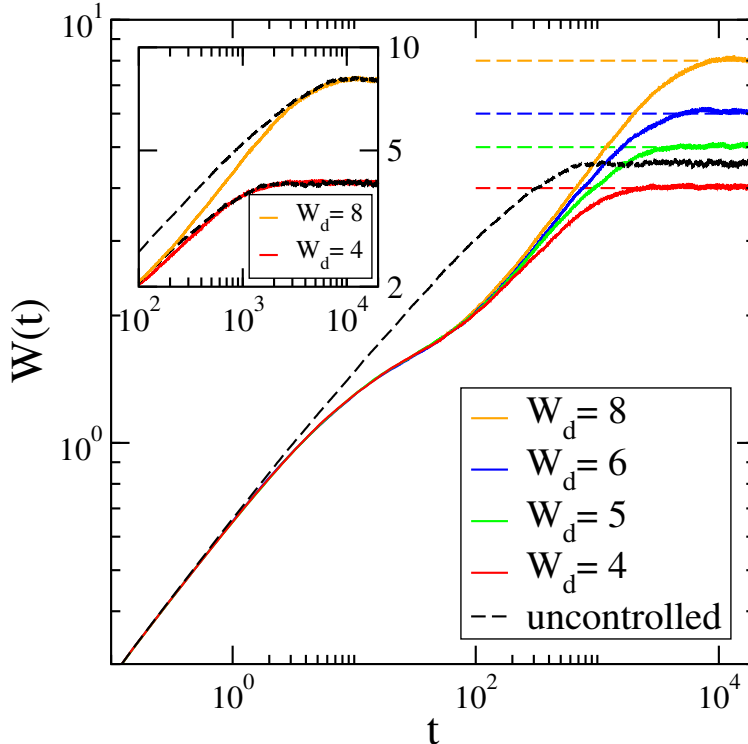 10^1
10
5
W_d= 8
W_d= 4
2
10^2
10^3
10^4
W(t)
10^0
W_d= 8
W_d= 6
W_d= 5
W_d= 4
uncontrolled
10^0
10^2
10^4
t